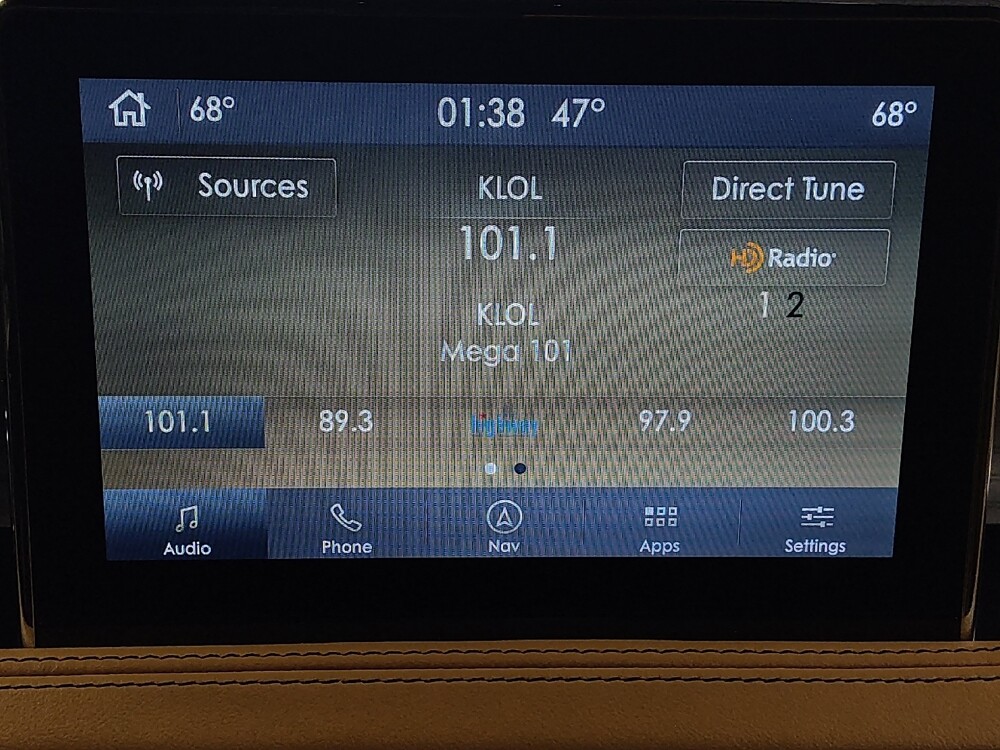 68° 01:38 47° 68°
Sources
KLOL
Direct Tune
101.1
HD Radio
1 2
KLOL
Mega 101
101.1 89.3 97.9 100.3
Audio Phone Nav Apps Settings